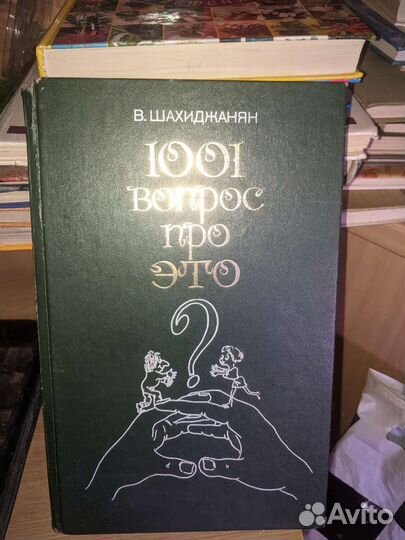 В. ШАХИДЖАНЯН
1001
вопрос
про
ЭТО
?
Avito